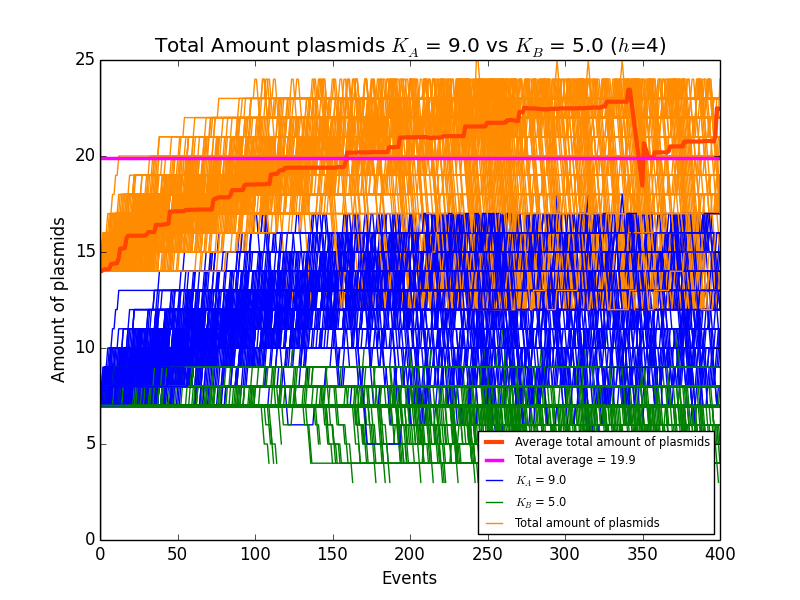 Total Amount plasmids K_A = 9.0 vs K_B = 5.0 (h=4)
25
20
15
10
5
0
Amount of plasmids
Average total amount of plasmids
Total average = 19.9
K_A = 9.0
K_B = 5.0
Total amount of plasmids
0 50 100 150 200 250 300 350 400
Events